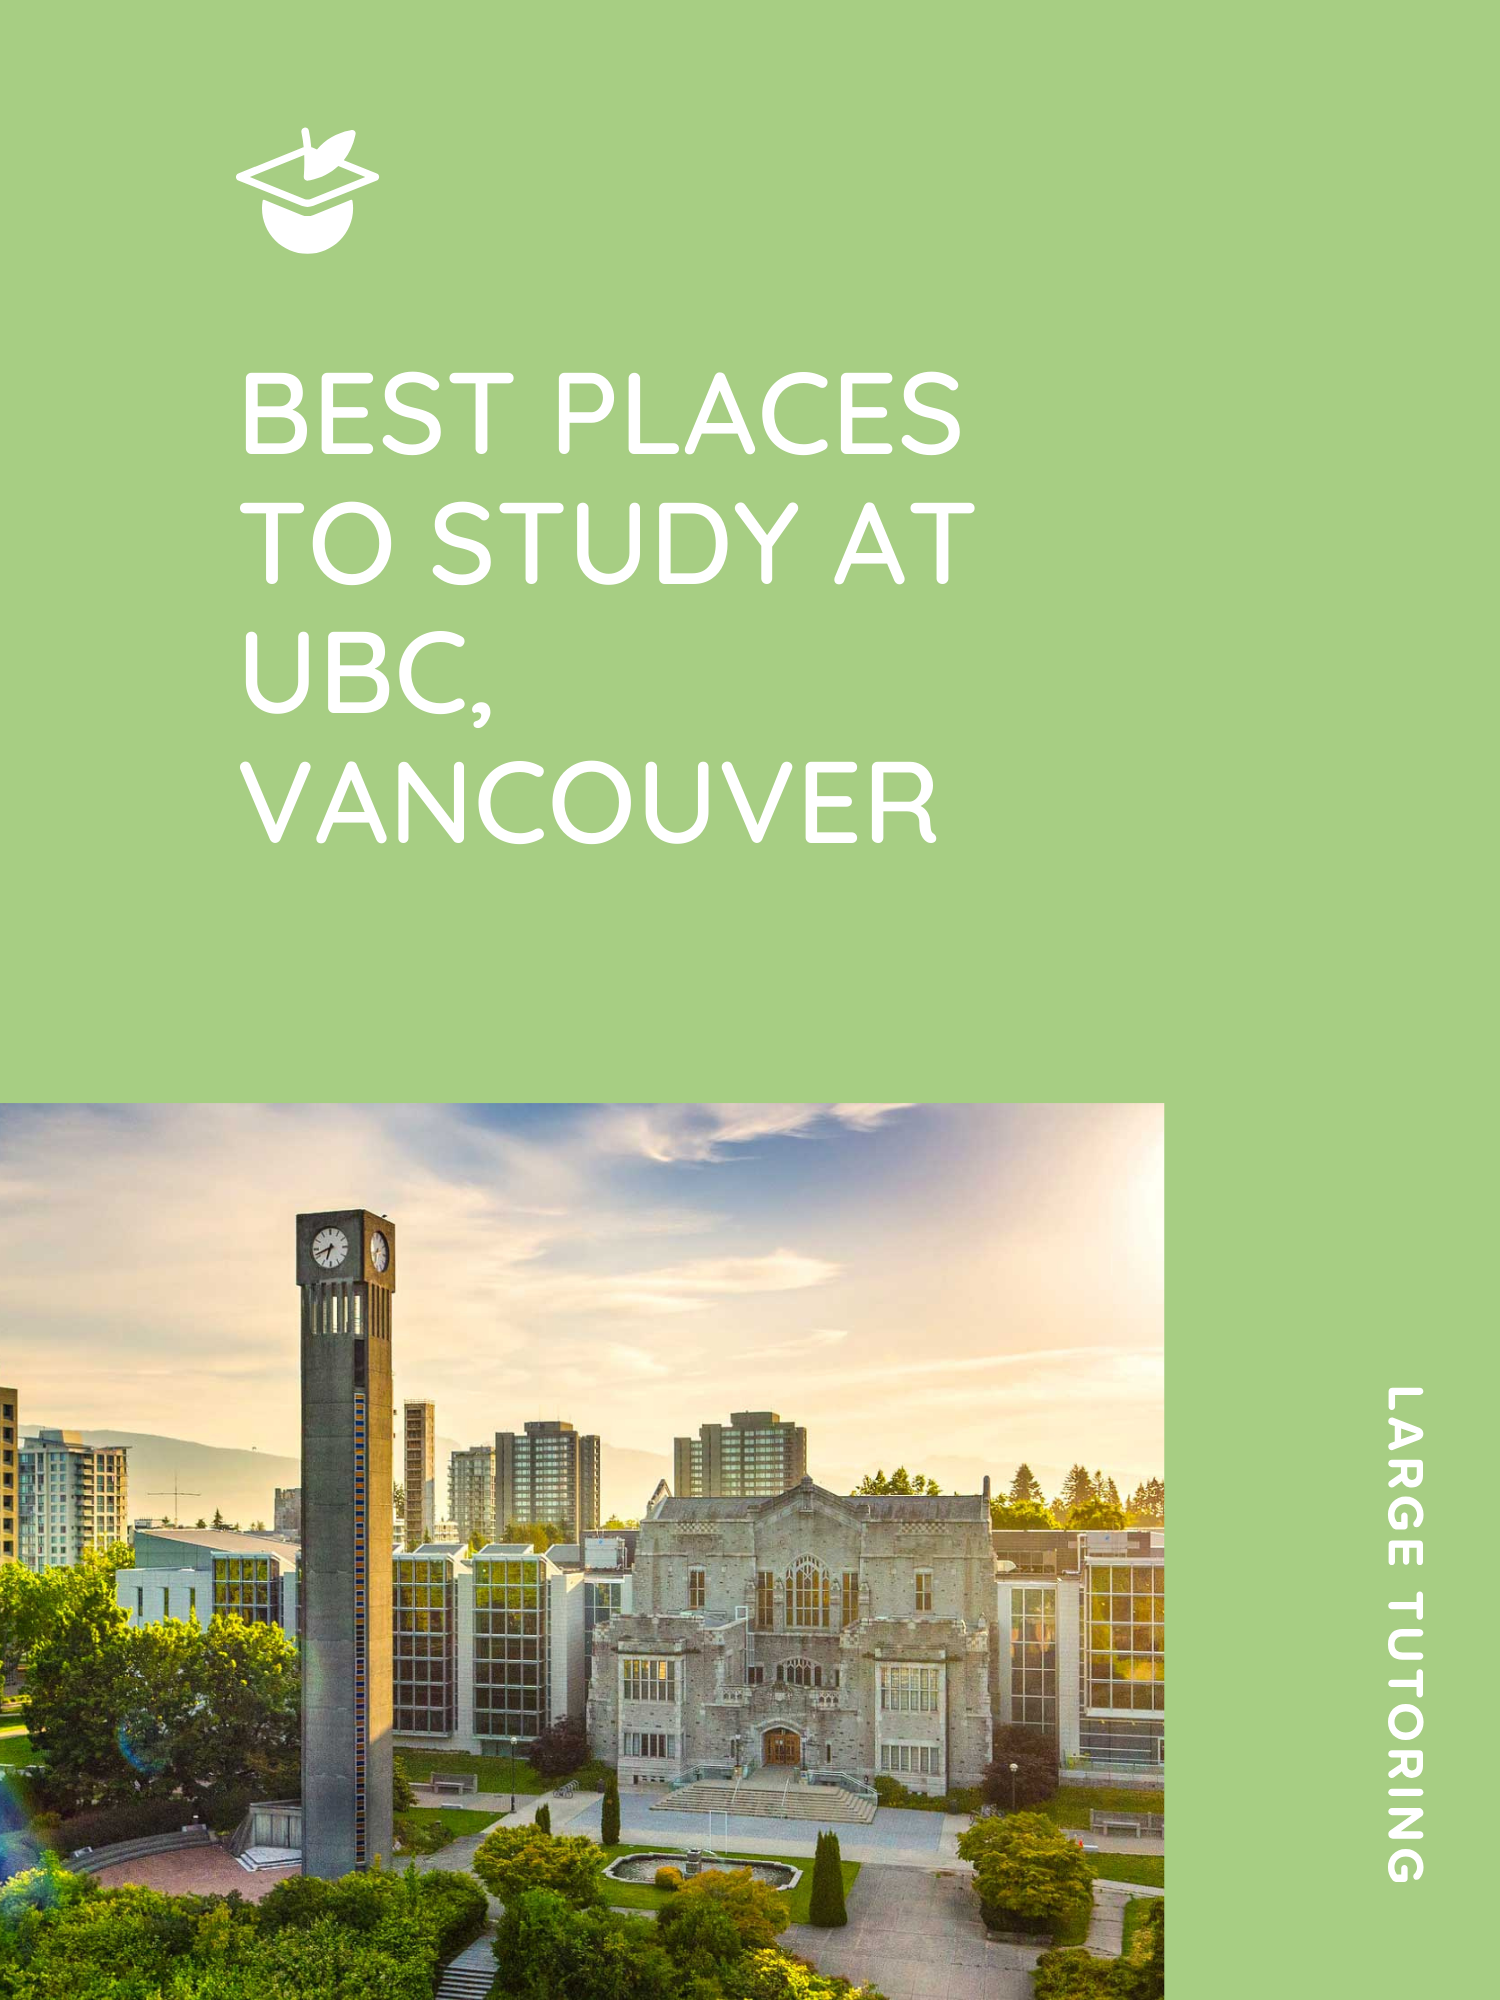 BEST PLACES
TO STUDY AT
UBC,
VANCOUVER
LARGE TUTORING